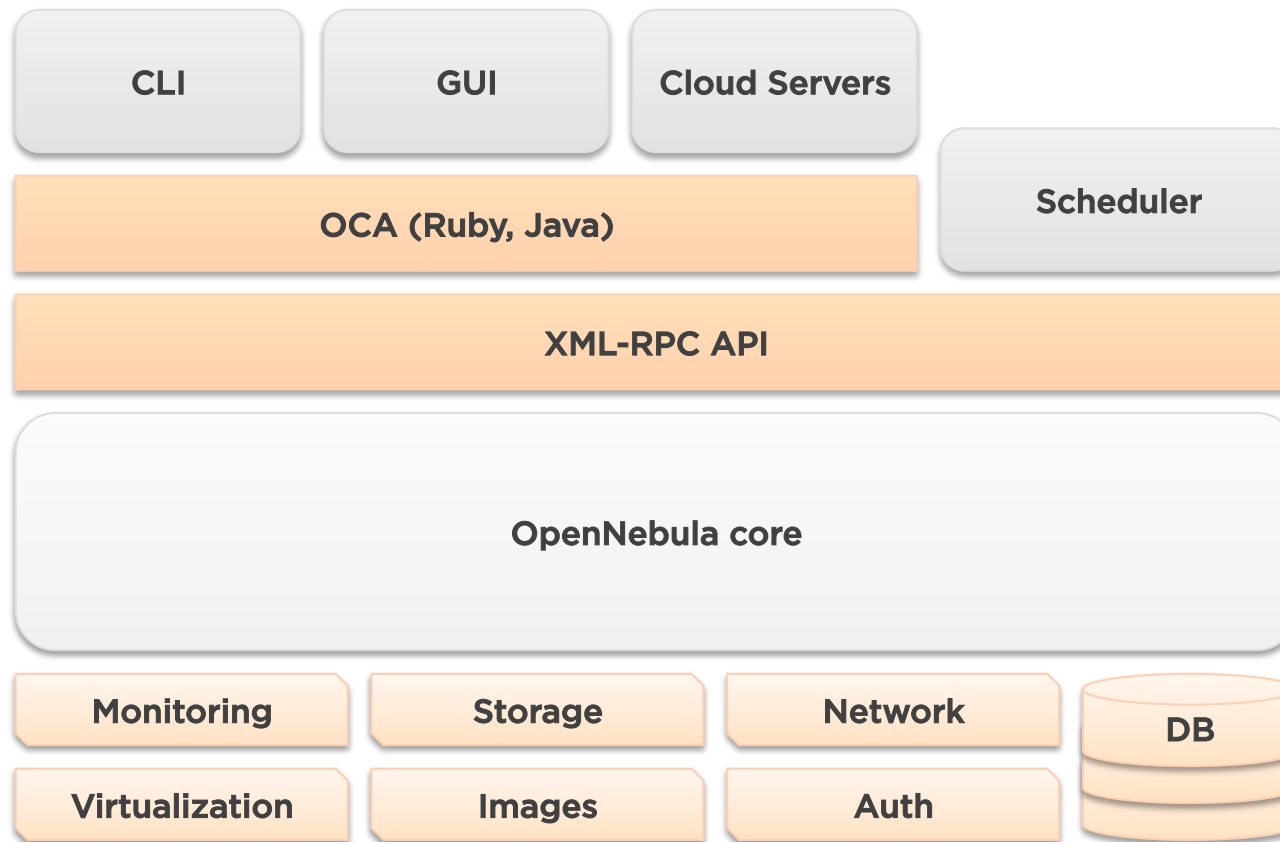 CLI
GUI
Cloud Servers
Scheduler
OCA (Ruby, Java)
XML-RPC API
OpenNebula core
Monitoring
Storage
Network
DB
Virtualization
Images
Auth